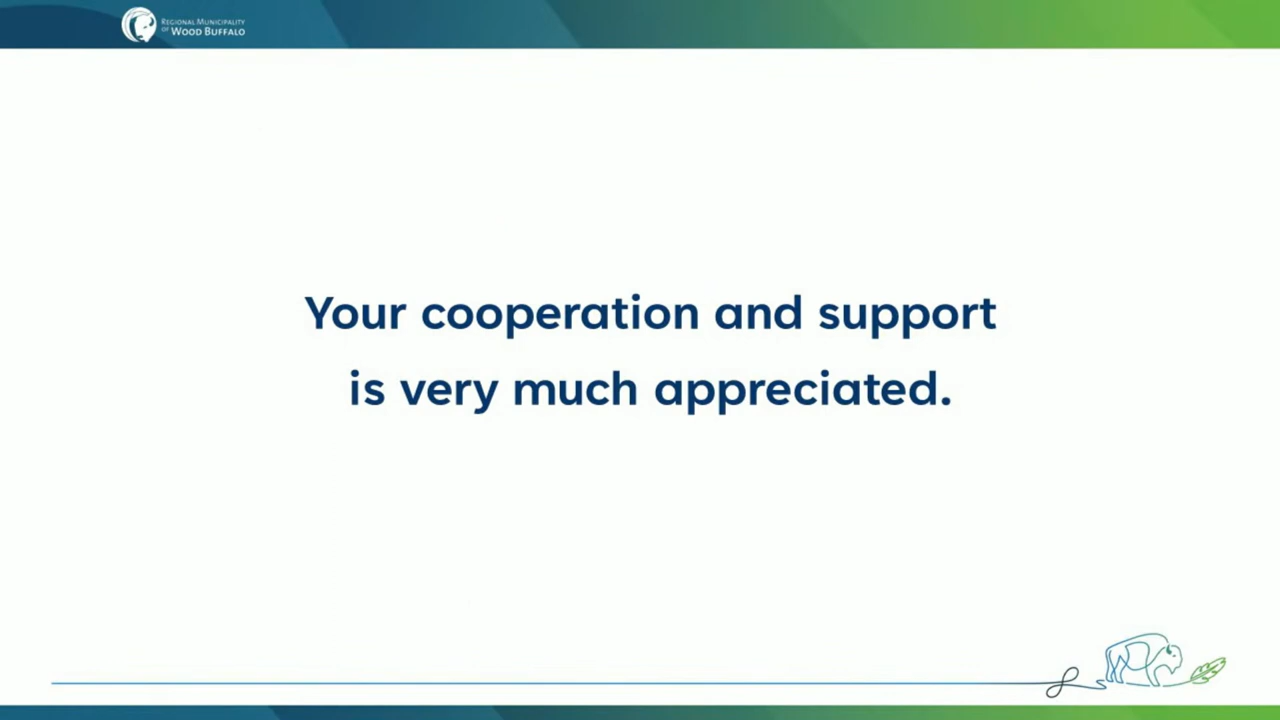 REGIONAL MUNICIPALITY
OF WOOD BUFFALO
Your cooperation and support
is very much appreciated.